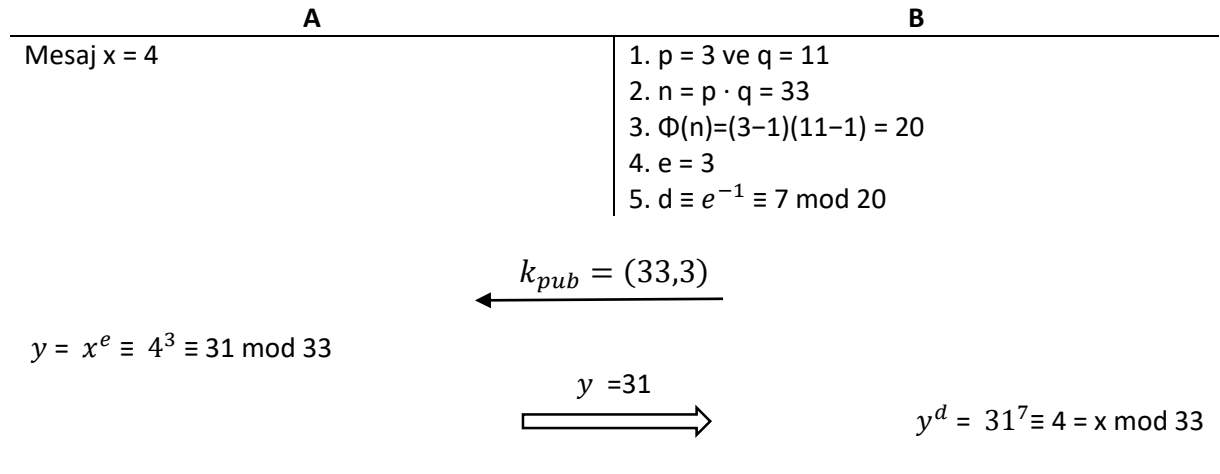 A B
Mesaj x = 4
1. p = 3 ve q = 11
2. n = p · q = 33
3. Φ(n)=(3−1)(11−1) = 20
4. e = 3
5. d ≡ e⁻¹ ≡ 7 mod 20
k_pub = (33,3)
y = xᵉ ≡ 4³ ≡ 31 mod 33
y =31
yᵈ = 31⁷≡ 4 = x mod 33